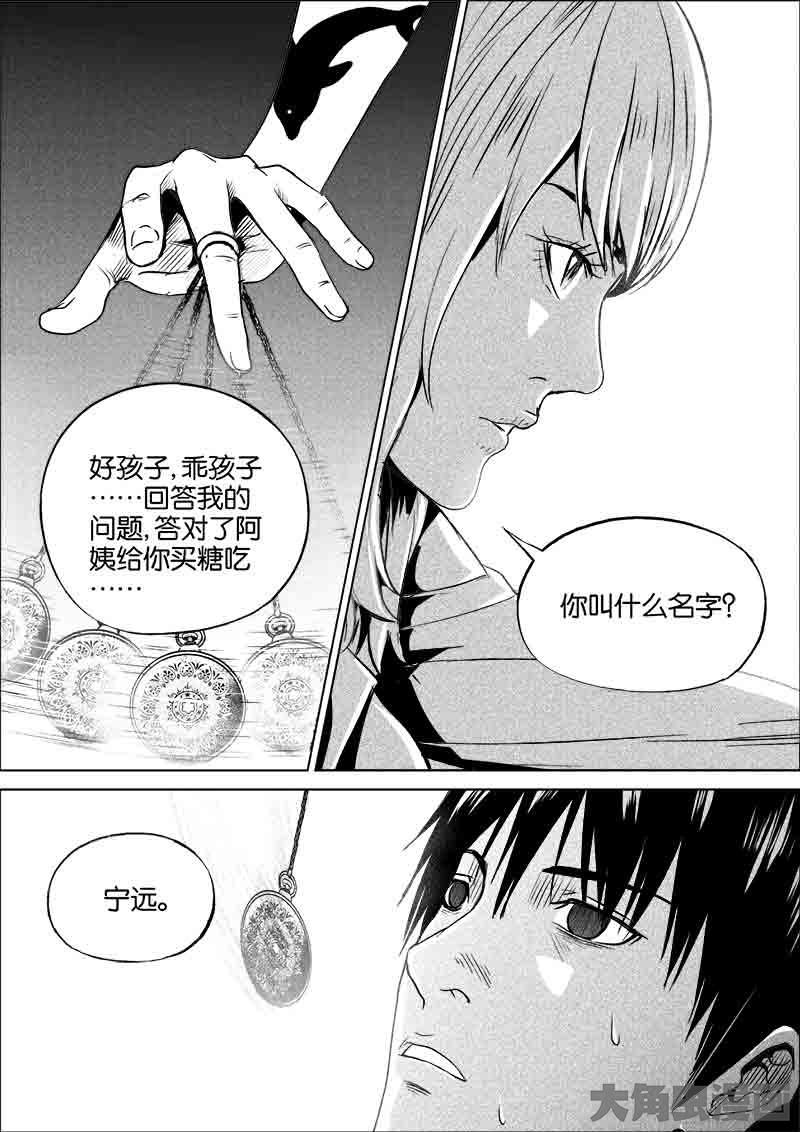 好孩子,乖孩子
……回答我的
问题,答对了阿
姨给你买糖吃
……
你叫什么名字?
宁远。
大角虫漫画